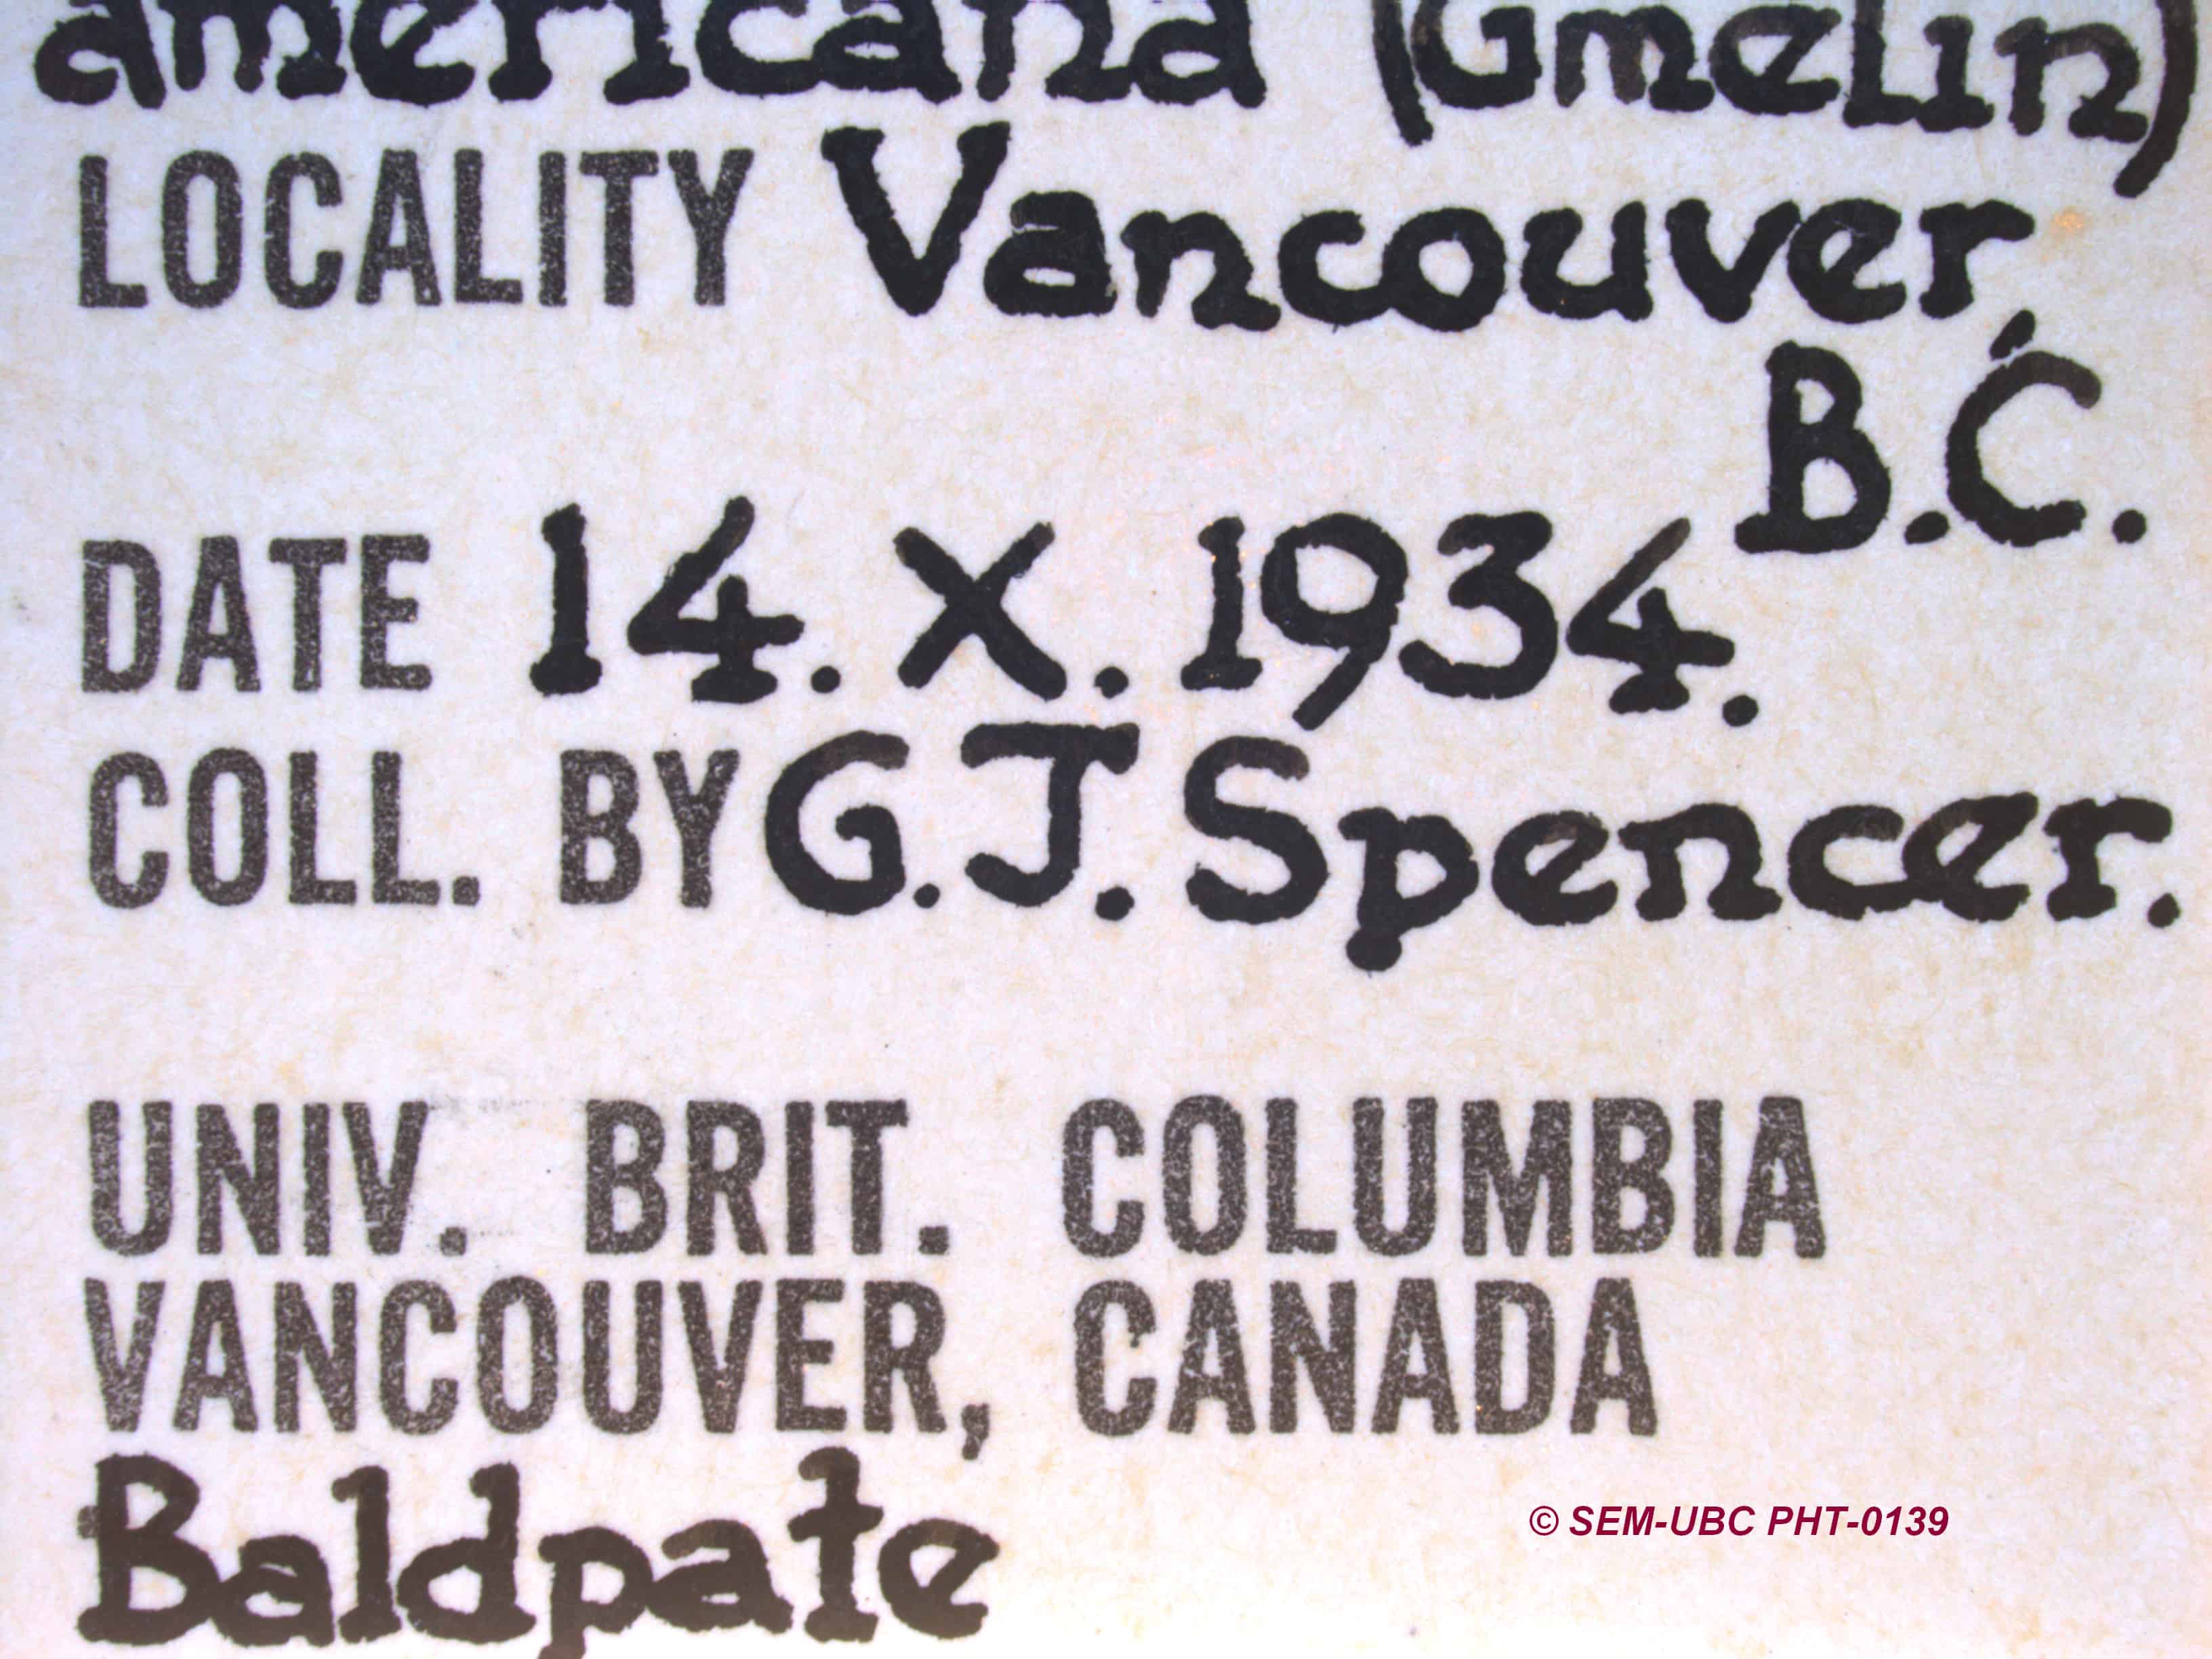 americana (Gmelin)
LOCALITY Vancouver,
B.C.
DATE 14. X. 1934.
COLL. BY G.J. Spencer.
UNIV. BRIT. COLUMBIA
VANCOUVER, CANADA
Baldpate
© SEM-UBC PHT-0139